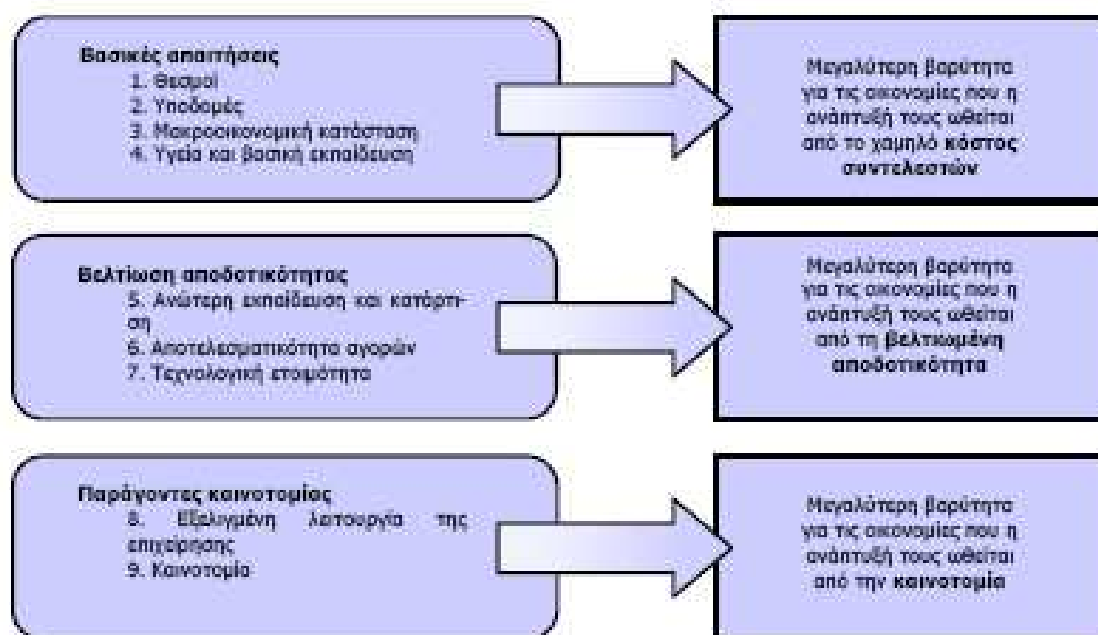 Βασικές απαιτήσεις
1. Θεσμοί
2. Υποδομές
3. Μακροοικονομική κατάσταση
4. Υγεία και βασική εκπαίδευση
Μεγαλύτερη βαρύτητα
για τις οικονομίες που η
ανάπτυξή τους ωθείται
από το χαμηλό κόστος
συντελεστών
Βελτίωση αποδοτικότητας
5. Ανώτερη εκπαίδευση και κατάρτι-
ση
6. Αποτελεσματικότητα αγορών
7. Τεχνολογική ετοιμότητα
Μεγαλύτερη βαρύτητα
για τις οικονομίες που η
ανάπτυξή τους ωθείται
από τη βελτιωμένη
αποδοτικότητα
Παράγοντες καινοτομίας
8. Εξελιγμένη λειτουργία της
επιχείρησης
9. Καινοτομία
Μεγαλύτερη βαρύτητα
για τις οικονομίες που η
ανάπτυξή τους ωθείται
από την καινοτομία